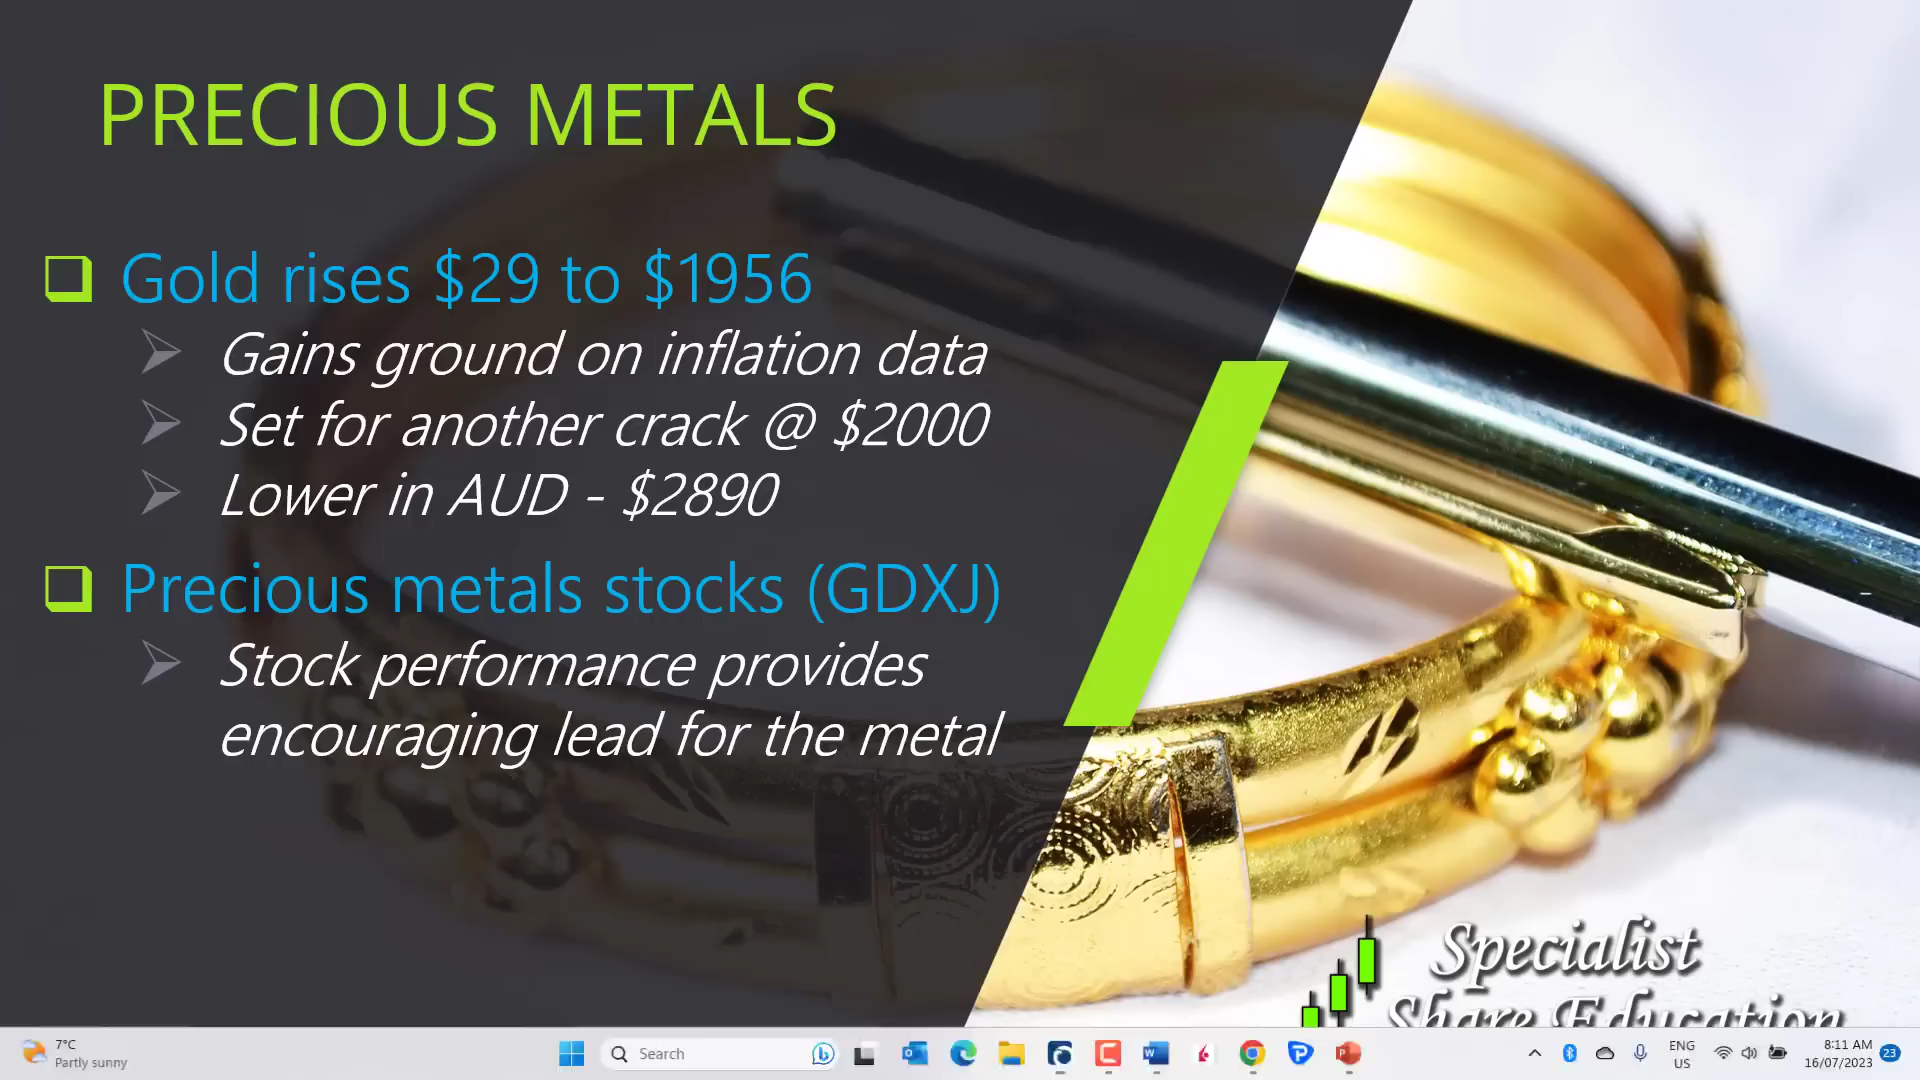 PRECIOUS METALS
Gold rises $29 to $1956
Gains ground on inflation data
Set for another crack @ $2000
Lower in AUD - $2890
Precious metals stocks (GDXJ)
Stock performance provides
encouraging lead for the metal
Specialist
Share Education
7°C
Partly sunny
Search
ENG
US
8:11 AM
16/07/2023
23